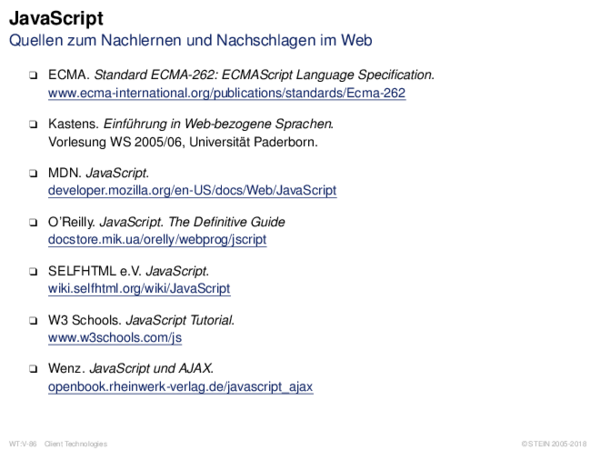 JavaScript
Quellen zum Nachlernen und Nachschlagen im Web
❑ ECMA. Standard ECMA-262: ECMAScript Language Specification.
www.ecma-international.org/publications/standards/Ecma-262
❑ Kastens. Einführung in Web-bezogene Sprachen.
Vorlesung WS 2005/06, Universität Paderborn.
❑ MDN. JavaScript.
developer.mozilla.org/en-US/docs/Web/JavaScript
❑ O'Reilly. JavaScript. The Definitive Guide
docstore.mik.ua/orelly/webprog/jscript
❑ SELFHTML e.V. JavaScript.
wiki.selfhtml.org/wiki/JavaScript
❑ W3 Schools. JavaScript Tutorial.
www.w3schools.com/js
❑ Wenz. JavaScript und AJAX.
openbook.rheinwerk-verlag.de/javascript_ajax
WT:V-86 Client Technologies © STEIN 2005-2018